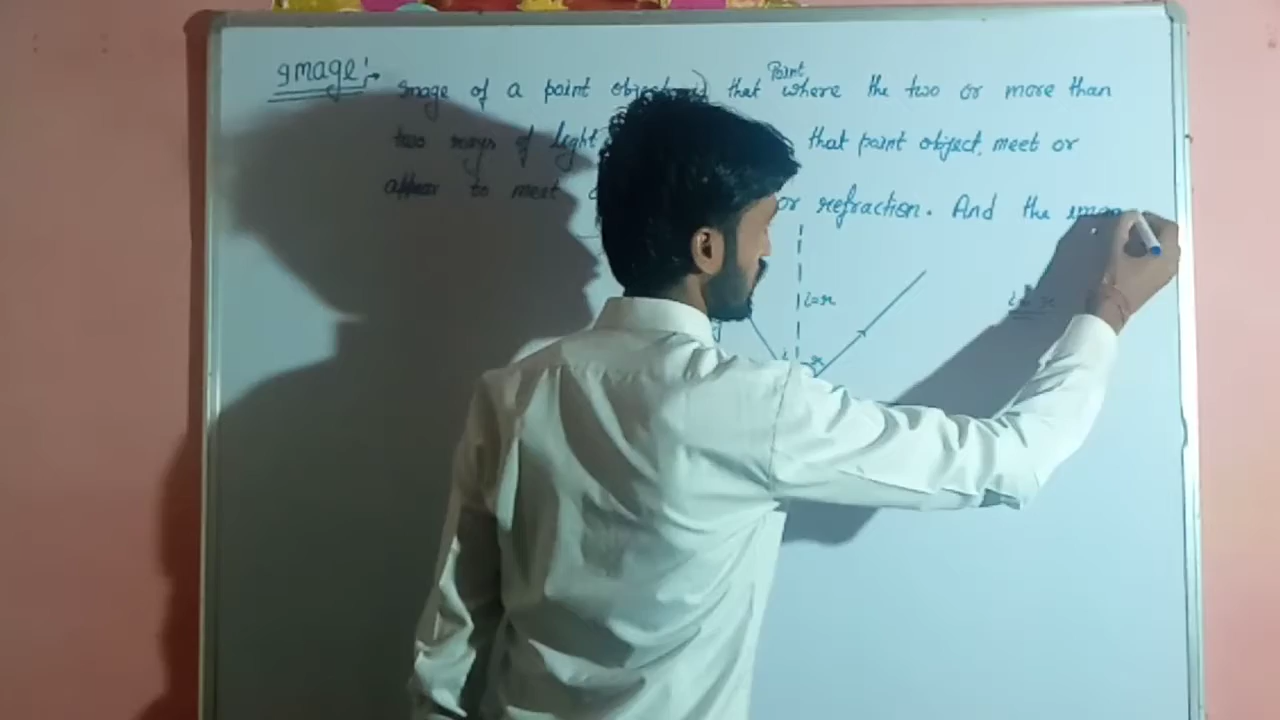 Image:→
Image of a point object is that Point where the two or more than
two rays of light that point object, meet or
appear to meet or refraction. And the imag
i=r
i r
i = r